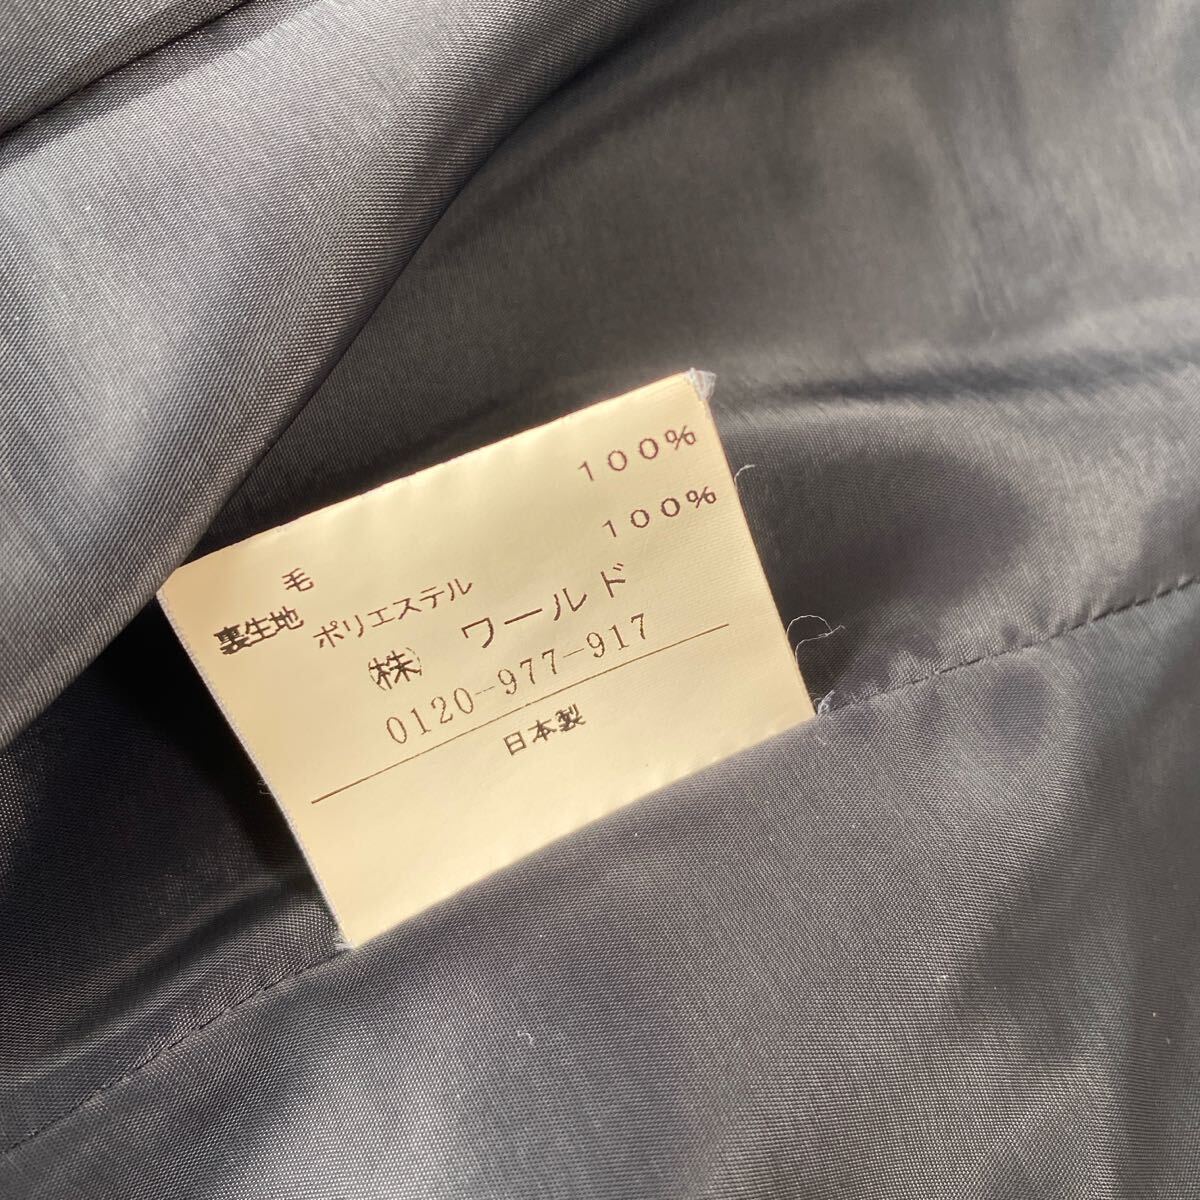 毛 100%
裏生地 ポリエステル 100%
(株) ワールド
0120-977-917
日本製